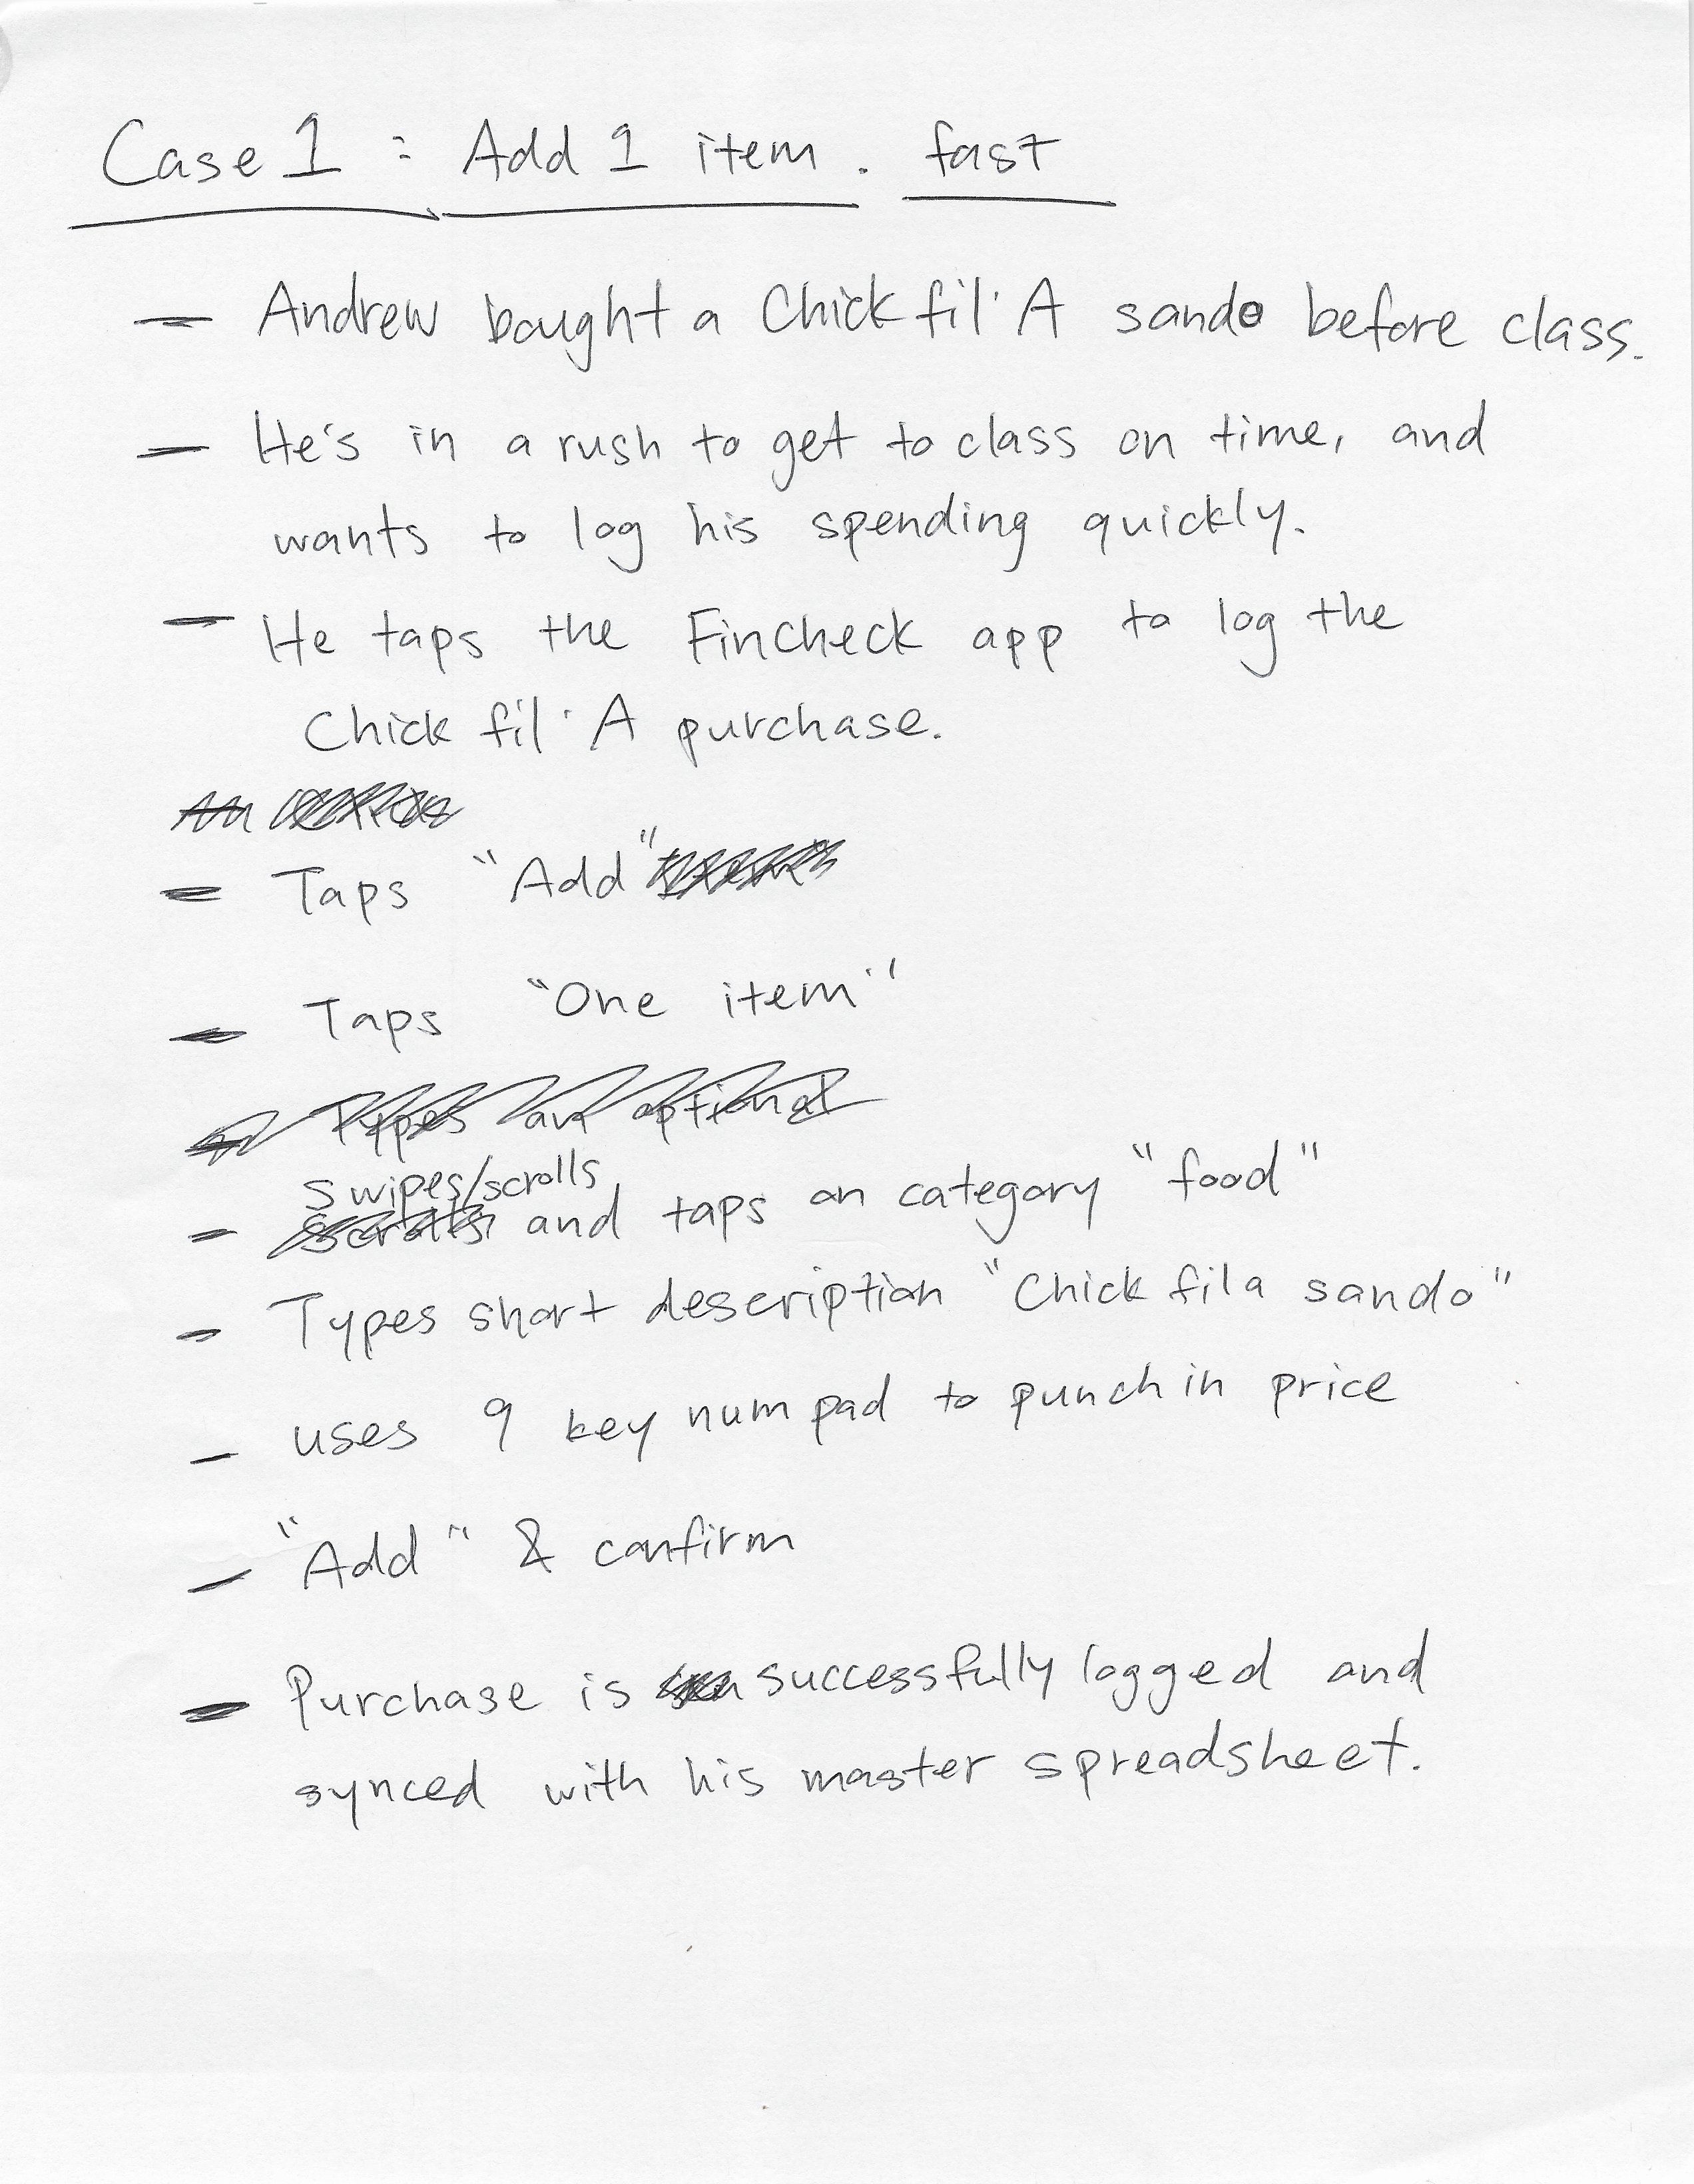 Case 1 : Add 1 item . fast
— Andrew bought a Chick fil' A sando before class.
— He's in a rush to get to class on time, and
wants to log his spending quickly.
— He taps the Fincheck app to log the
Chick fil' A purchase.
— Taps "Add"
— Taps "One item"
Types an optional
swipes/scrolls
— scrolls and taps on category "food"
— Types short description "Chick fil a sando"
— uses 9 key num pad to punch in price
— "Add" & confirm
— Purchase is successfully logged and
synced with his master spreadsheet.